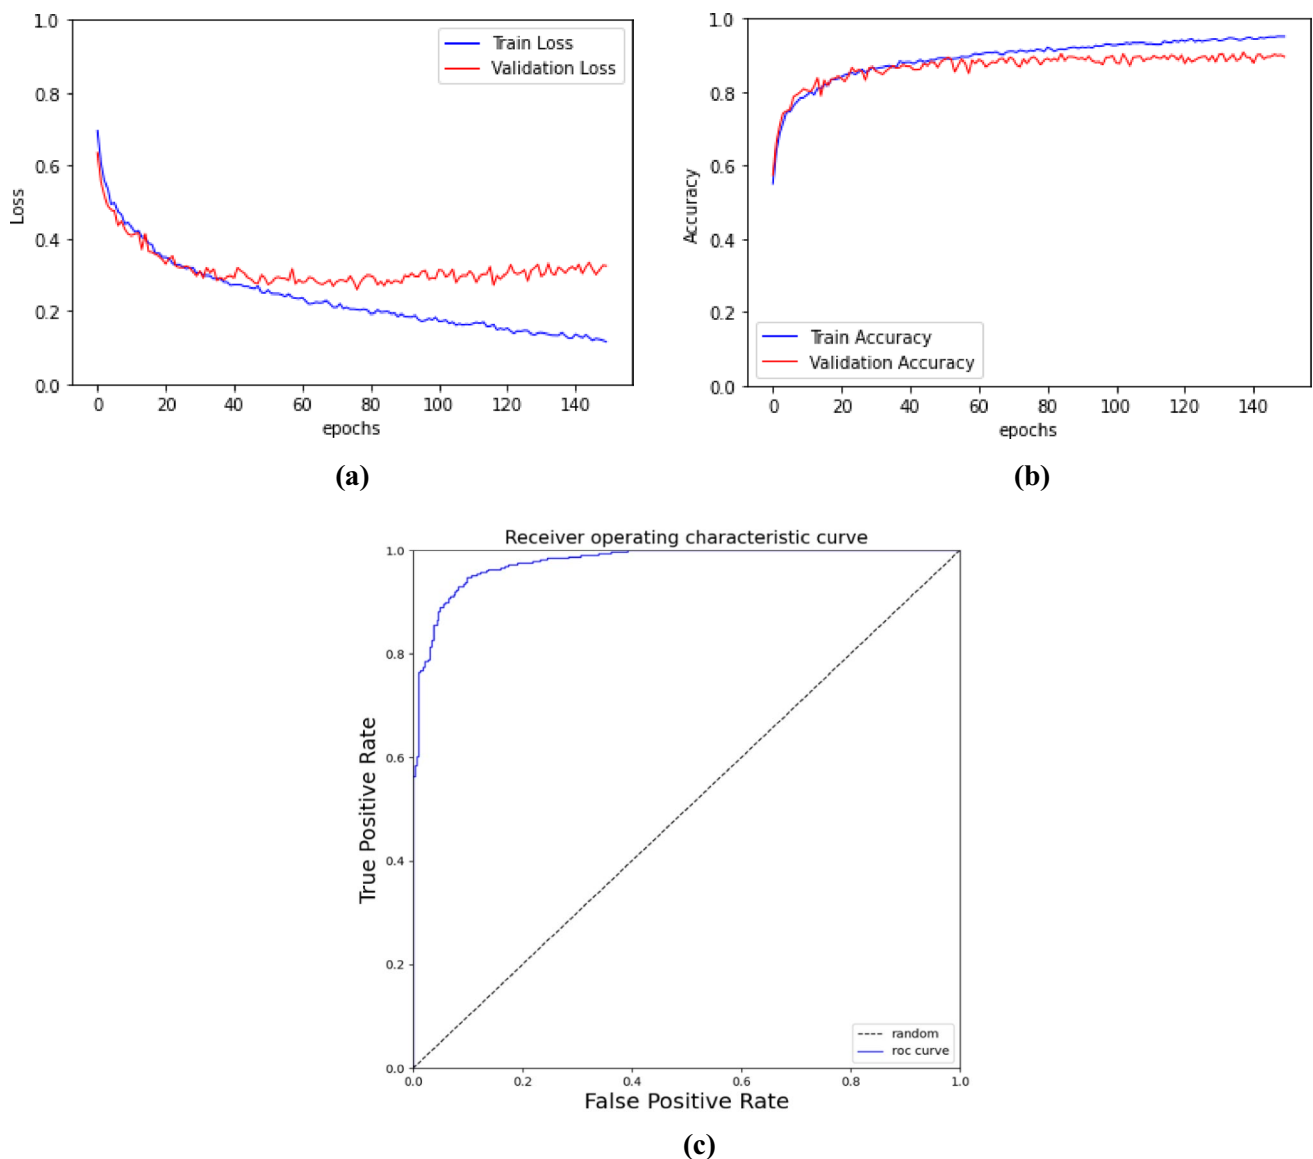 1.0
0.8
0.6
0.4
0.2
0.0
Loss
Train Loss
Validation Loss
0 20 40 60 80 100 120 140
epochs
(a)
1.0
0.8
0.6
0.4
0.2
0.0
Accuracy
Train Accuracy
Validation Accuracy
0 20 40 60 80 100 120 140
epochs
(b)
Receiver operating characteristic curve
1.0
0.8
0.6
0.4
0.2
0.0
True Positive Rate
random
roc curve
0.0 0.2 0.4 0.6 0.8 1.0
False Positive Rate
(c)